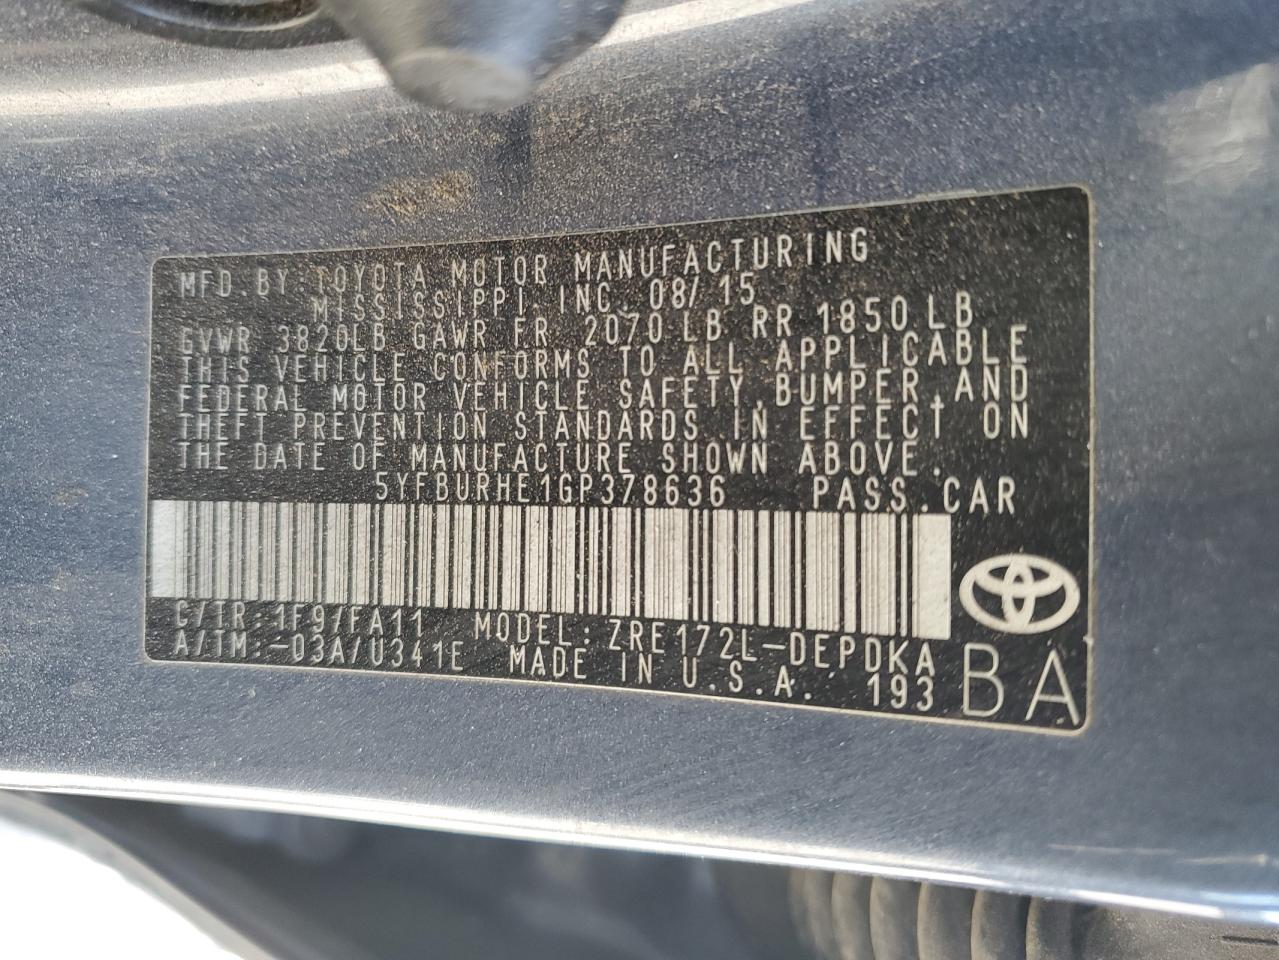 MFD.BY:TOYOTA MOTOR MANUFACTURING
MISSISSIPPI, INC. 08/15
GVWR 3820LB GAWR FR 2070LB RR 1850LB
THIS VEHICLE CONFORMS TO ALL APPLICABLE
FEDERAL MOTOR VEHICLE SAFETY,BUMPER,AND
THEFT PREVENTION STANDARDS IN EFFECT ON
THE DATE OF MANUFACTURE SHOWN ABOVE.
5YFBURHE1GP378636 PASS.CAR
C/TR:1F9/FA11 MODEL:ZRE172L-DEPDKA
A/TM:-03A/0341E MADE IN U.S.A. 193
BA